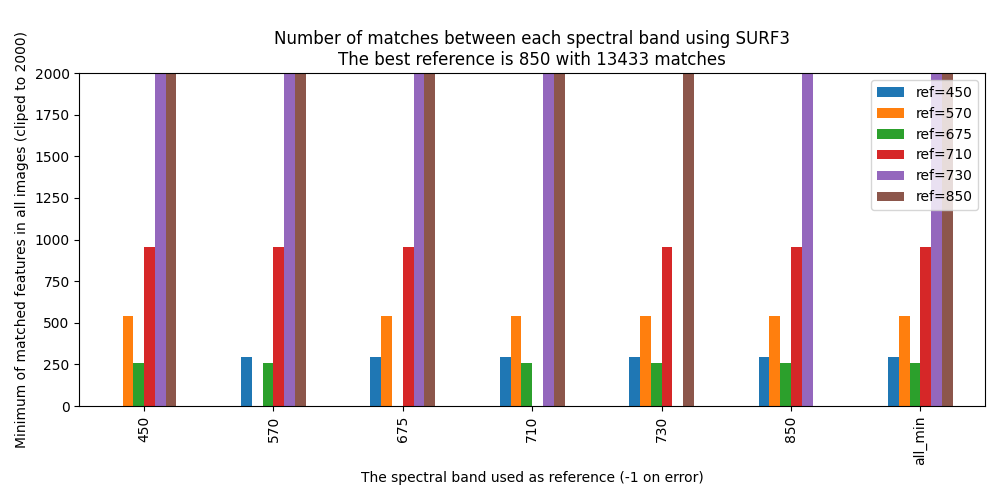 Number of matches between each spectral band using SURF3
The best reference is 850 with 13433 matches
Minimum of matched features in all images (cliped to 2000)
2000
1750
1500
1250
1000
750
500
250
0
ref=450
ref=570
ref=675
ref=710
ref=730
ref=850
450
570
675
710
730
850
all_min
The spectral band used as reference (-1 on error)